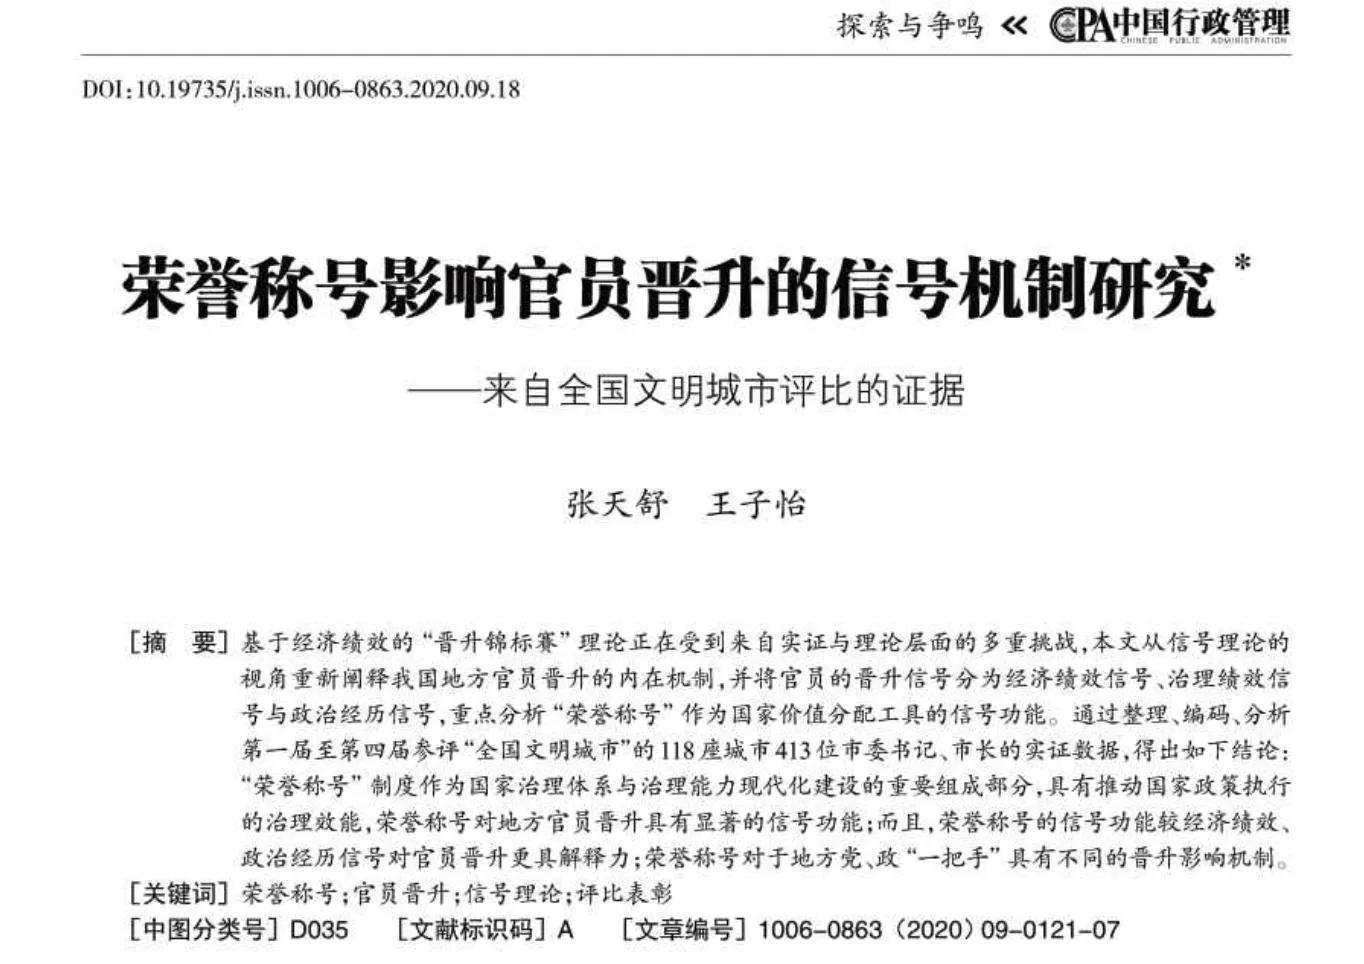 探索与争鸣 « CPA中国行政管理
CHINESE PUBLIC ADMINISTRATION
DOI:10.19735/j.issn.1006-0863.2020.09.18
荣誉称号影响官员晋升的信号机制研究*
——来自全国文明城市评比的证据
张天舒 王子怡
[摘 要] 基于经济绩效的“晋升锦标赛”理论正在受到来自实证与理论层面的多重挑战,本文从信号理论的
视角重新阐释我国地方官员晋升的内在机制,并将官员的晋升信号分为经济绩效信号、治理绩效信
号与政治经历信号,重点分析“荣誉称号”作为国家价值分配工具的信号功能。通过整理、编码、分析
第一届至第四届参评“全国文明城市”的118座城市413位市委书记、市长的实证数据,得出如下结论:
“荣誉称号”制度作为国家治理体系与治理能力现代化建设的重要组成部分,具有推动国家政策执行
的治理效能,荣誉称号对地方官员晋升具有显著的信号功能;而且,荣誉称号的信号功能较经济绩效、
政治经历信号对官员晋升更具解释力;荣誉称号对于地方党、政“一把手”具有不同的晋升影响机制。
[关键词] 荣誉称号;官员晋升;信号理论;评比表彰
[中图分类号] D035 [文献标识码] A [文章编号] 1006-0863 (2020) 09-0121-07